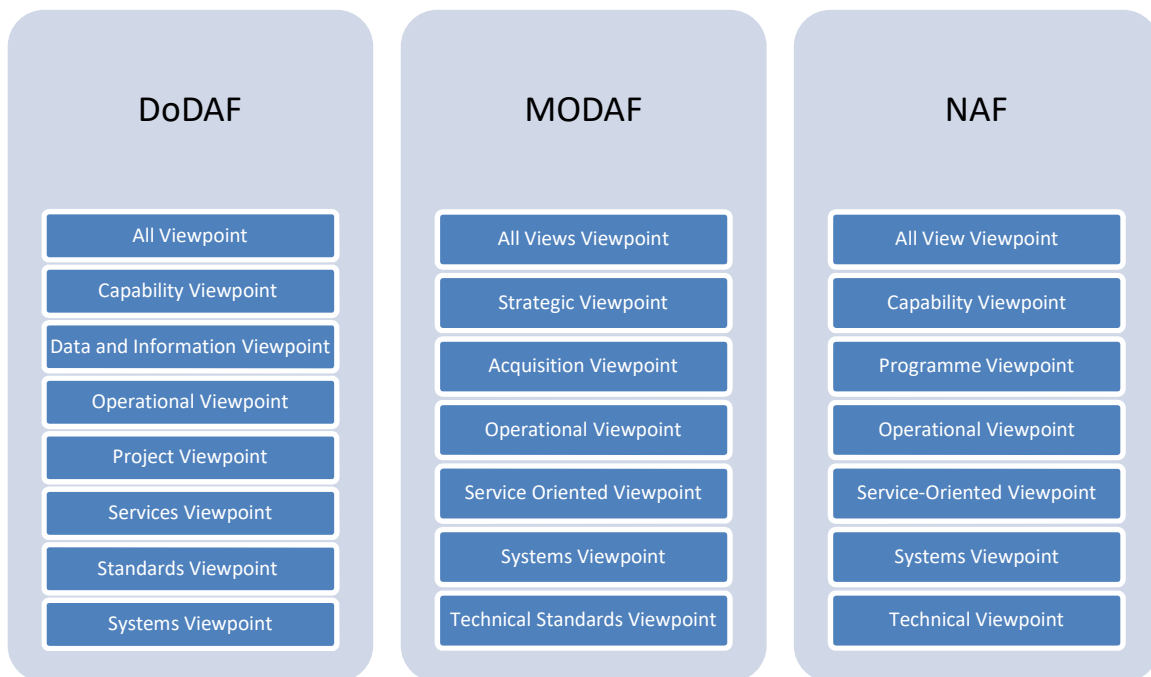 DoDAF
All Viewpoint
Capability Viewpoint
Data and Information Viewpoint
Operational Viewpoint
Project Viewpoint
Services Viewpoint
Standards Viewpoint
Systems Viewpoint
MODAF
All Views Viewpoint
Strategic Viewpoint
Acquisition Viewpoint
Operational Viewpoint
Service Oriented Viewpoint
Systems Viewpoint
Technical Standards Viewpoint
NAF
All View Viewpoint
Capability Viewpoint
Programme Viewpoint
Operational Viewpoint
Service-Oriented Viewpoint
Systems Viewpoint
Technical Viewpoint